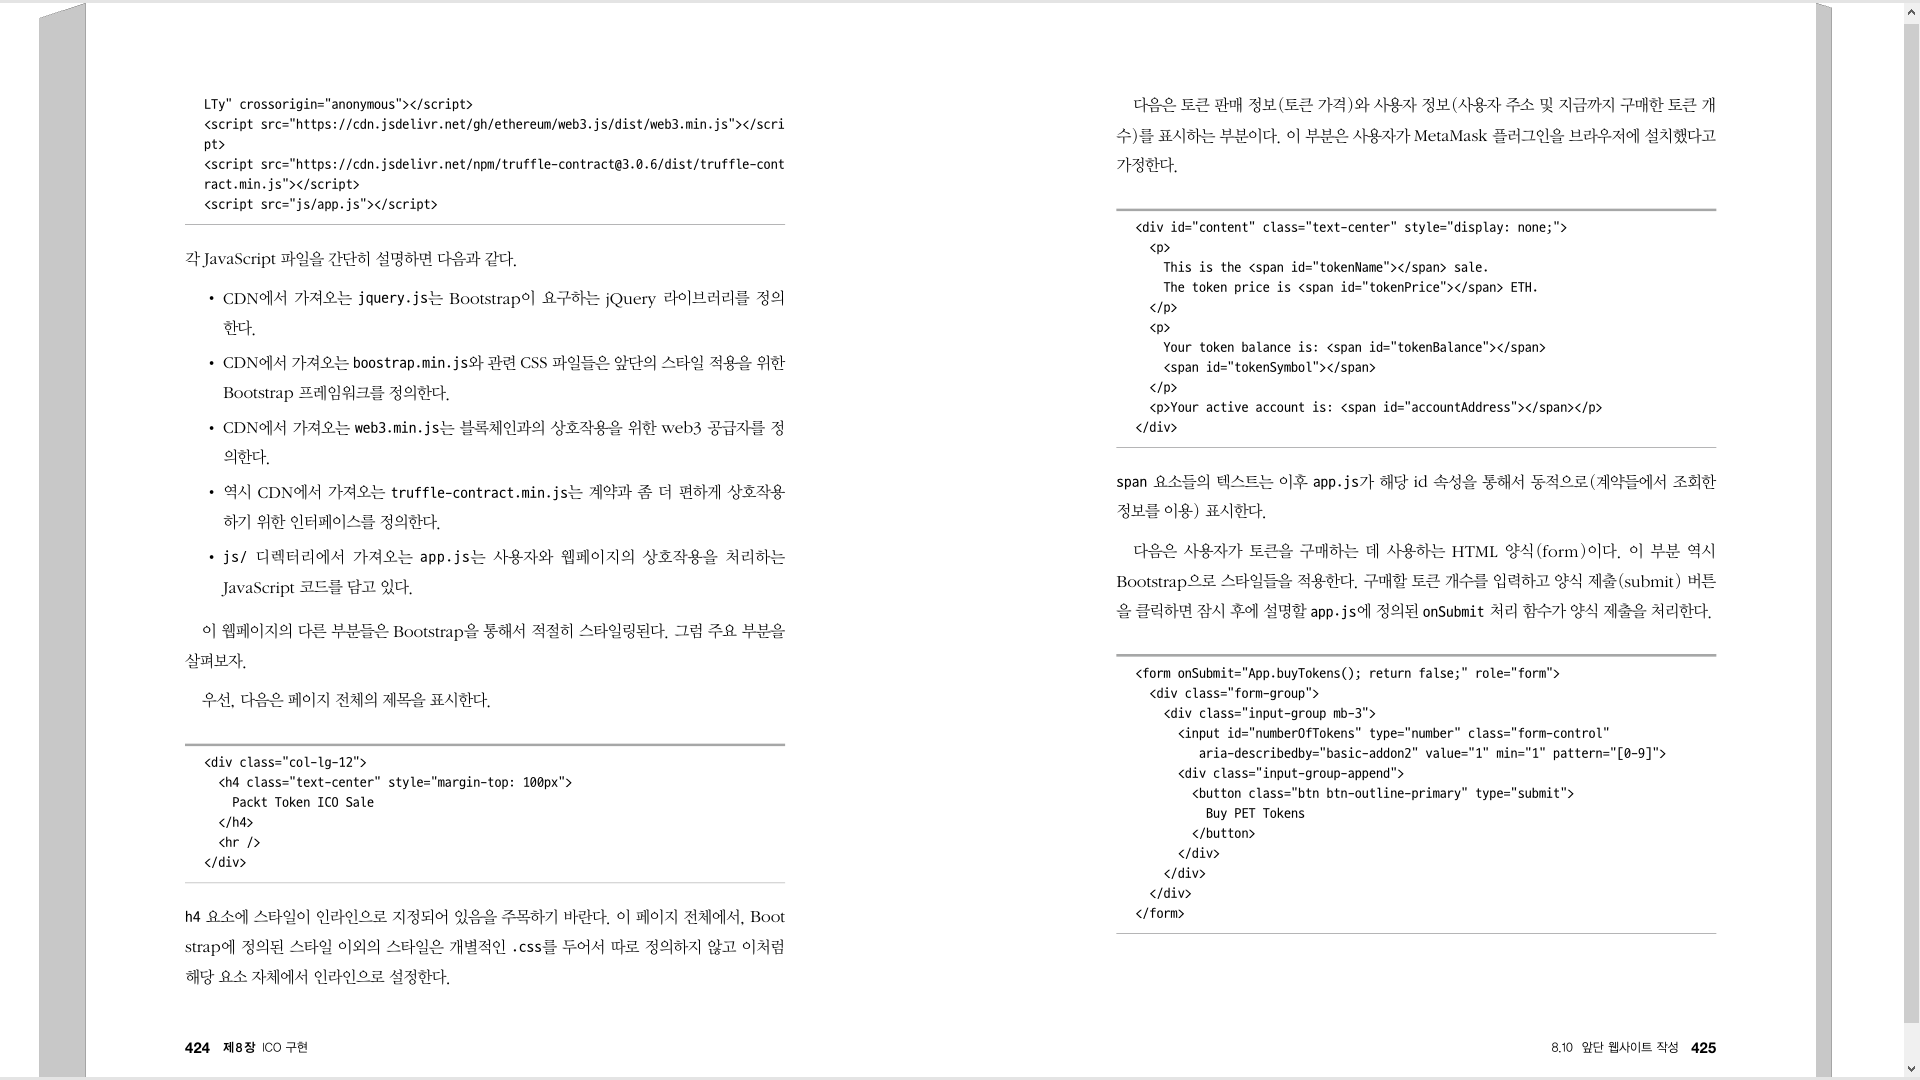 LTy" crossorigin="anonymous"></script>
<script src="https://cdn.jsdelivr.net/gh/ethereum/web3.js/dist/web3.min.js"></scri
pt>
<script src="https://cdn.jsdelivr.net/npm/truffle-contract@3.0.6/dist/truffle-cont
ract.min.js"></script>
<script src="js/app.js"></script>
각 JavaScript 파일을 간단히 설명하면 다음과 같다.
• CDN에서 가져오는 jquery.js는 Bootstrap이 요구하는 jQuery 라이브러리를 정의
한다.
• CDN에서 가져오는 boostrap.min.js와 관련 CSS 파일들은 앞단의 스타일 적용을 위한
Bootstrap 프레임워크를 정의한다.
• CDN에서 가져오는 web3.min.js는 블록체인과의 상호작용을 위한 web3 공급자를 정
의한다.
• 역시 CDN에서 가져오는 truffle-contract.min.js는 계약과 좀 더 편하게 상호작용
하기 위한 인터페이스를 정의한다.
• js/ 디렉터리에서 가져오는 app.js는 사용자와 웹페이지의 상호작용을 처리하는
JavaScript 코드를 담고 있다.
이 웹페이지의 다른 부분들은 Bootstrap을 통해서 적절히 스타일링된다. 그럼 주요 부분을
살펴보자.
우선, 다음은 페이지 전체의 제목을 표시한다.
<div class="col-lg-12">
<h4 class="text-center" style="margin-top: 100px">
Packt Token ICO Sale
</h4>
<hr />
</div>
h4 요소에 스타일이 인라인으로 지정되어 있음을 주목하기 바란다. 이 페이지 전체에서, Boot
strap에 정의된 스타일 이외의 스타일은 개별적인 .css를 두어서 따로 정의하지 않고 이처럼
해당 요소 자체에서 인라인으로 설정한다.
424 제8장 ICO 구현
다음은 토큰 판매 정보(토큰 가격)와 사용자 정보(사용자 주소 및 지금까지 구매한 토큰 개
수)를 표시하는 부분이다. 이 부분은 사용자가 MetaMask 플러그인을 브라우저에 설치했다고
가정한다.
<div id="content" class="text-center" style="display: none;">
<p>
This is the <span id="tokenName"></span> sale.
The token price is <span id="tokenPrice"></span> ETH.
</p>
<p>
Your token balance is: <span id="tokenBalance"></span>
<span id="tokenSymbol"></span>
</p>
<p>Your active account is: <span id="accountAddress"></span></p>
</div>
span 요소들의 텍스트는 이후 app.js가 해당 id 속성을 통해서 동적으로(계약들에서 조회한
정보를 이용) 표시한다.
다음은 사용자가 토큰을 구매하는 데 사용하는 HTML 양식(form)이다. 이 부분 역시
Bootstrap으로 스타일들을 적용한다. 구매할 토큰 개수를 입력하고 양식 제출(submit) 버튼
을 클릭하면 잠시 후에 설명할 app.js에 정의된 onSubmit 처리 함수가 양식 제출을 처리한다.
<form onSubmit="App.buyTokens(); return false;" role="form">
<div class="form-group">
<div class="input-group mb-3">
<input id="numberOfTokens" type="number" class="form-control"
aria-describedby="basic-addon2" value="1" min="1" pattern="[0-9]">
<div class="input-group-append">
<button class="btn btn-outline-primary" type="submit">
Buy PET Tokens
</button>
</div>
</div>
</div>
</form>
8.10 앞단 웹사이트 작성 425